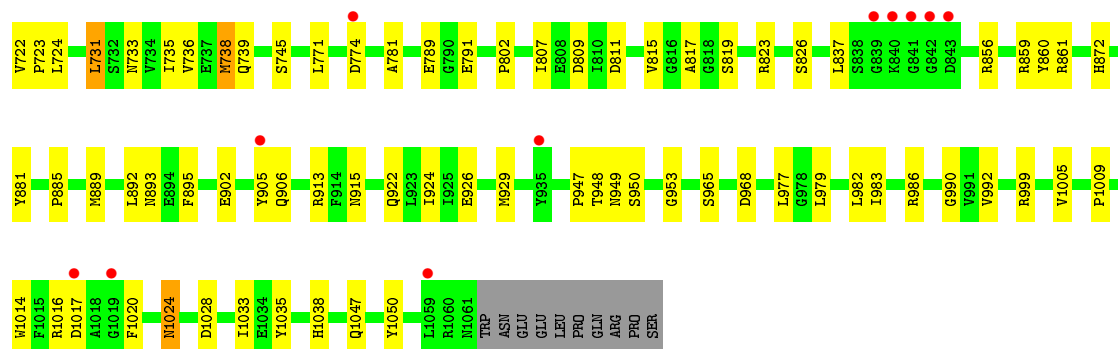 V722 P723 L724 L731 S732 N733 V734 I735 V736 E737 M738 Q739 S745 L771 D774 A781 E789 G790 E791 P802 I807 E808 D809 I810 D811 V815 G816 A817 G818 S819 R823 S826 L837 S838 G839 K840 G841 G842 D843 R856 R859 Y860 R861 H872
Y881 P885 M889 L892 N893 E894 F895 E902 Y905 Q906 R913 F914 N915 Q922 L923 I924 I925 E926 M929 Y935 P947 T948 N949 S950 G953 S965 D968 L977 G978 L979 L982 I983 R986 G990 V991 V992 R999 V1005 P1009
W1014 F1015 R1016 D1017 A1018 G1019 F1020 N1024 D1028 I1033 E1034 Y1035 H1038 Q1047 Y1050 L1059 R1060 N1061 TRP ASN GLU GLU LEU PRO GLN ARG PRO SER